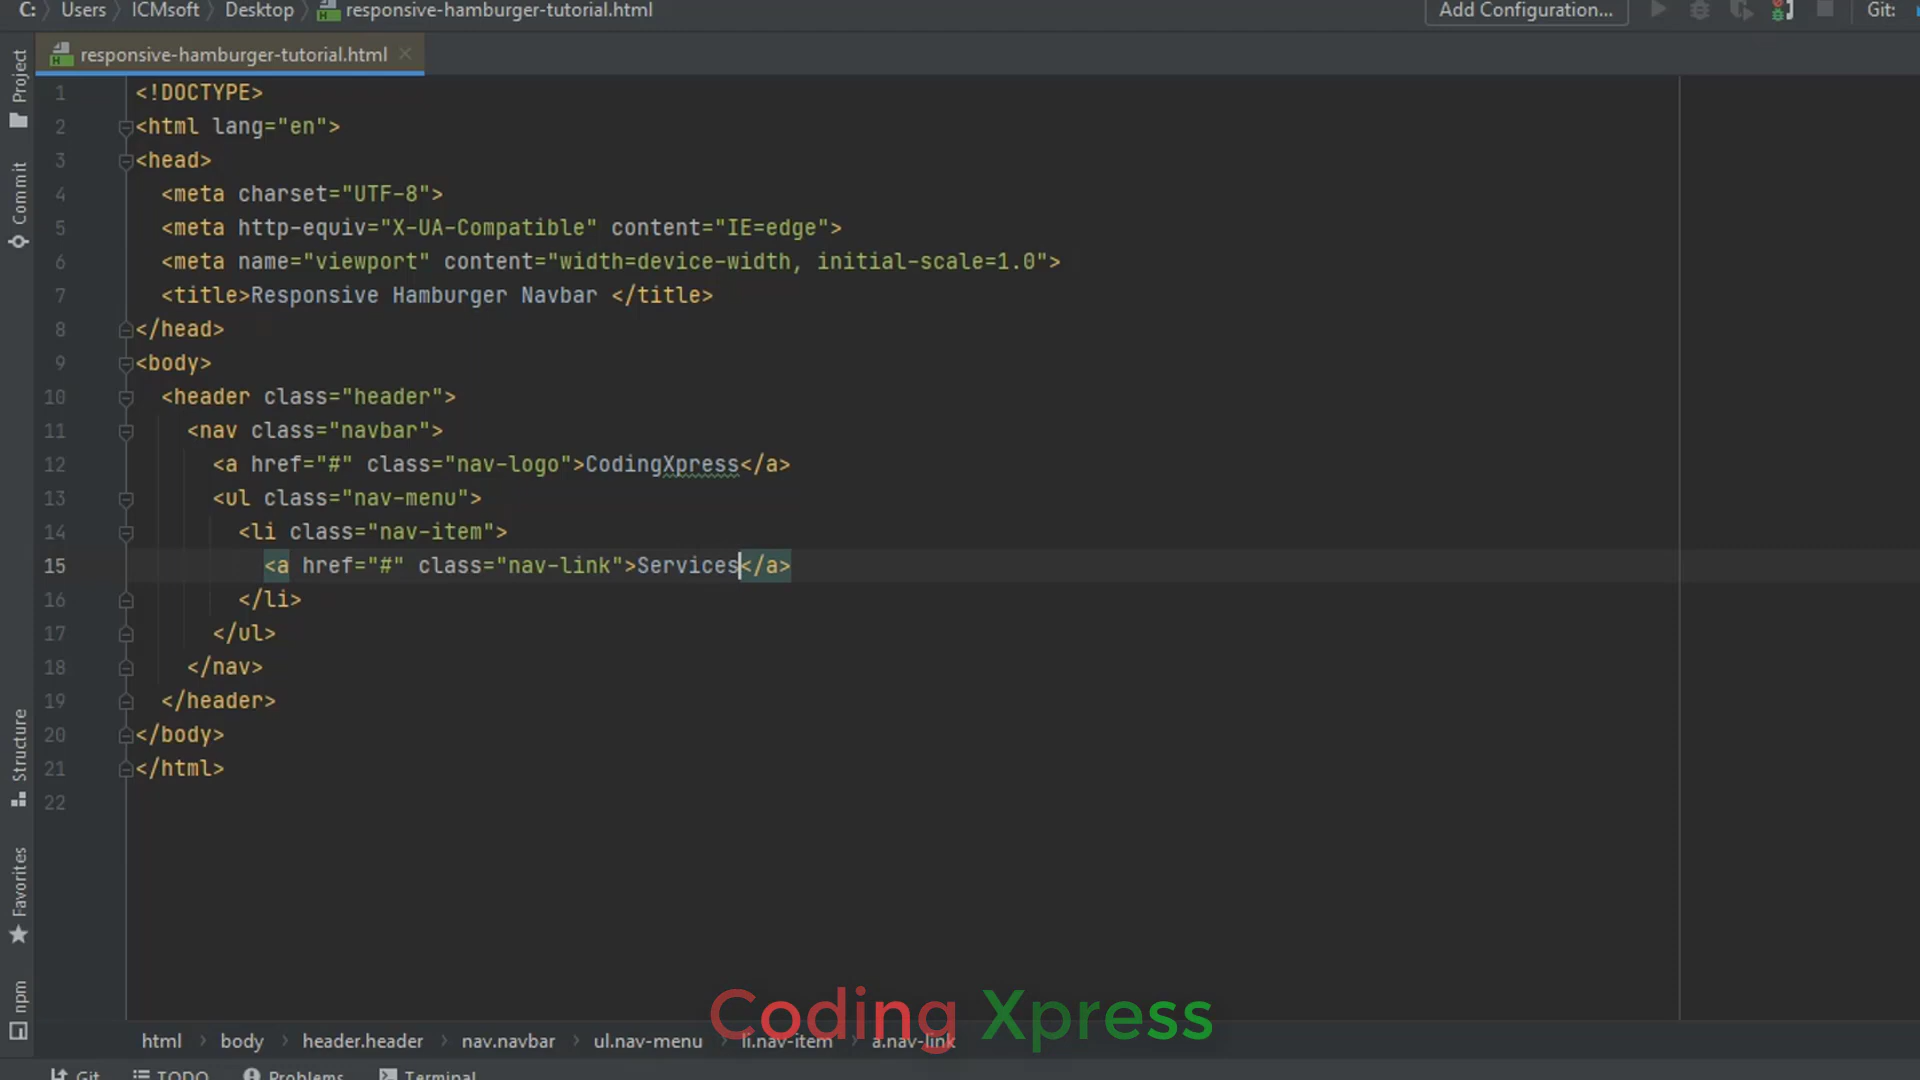 C: Users ICMsoft Desktop responsive-hamburger-tutorial.html Add Configuration... Git:
responsive-hamburger-tutorial.html
Project
Commit
Structure
Favorites
npm
1 <!DOCTYPE>
2 <html lang="en">
3 <head>
4 <meta charset="UTF-8">
5 <meta http-equiv="X-UA-Compatible" content="IE=edge">
6 <meta name="viewport" content="width=device-width, initial-scale=1.0">
7 <title>Responsive Hamburger Navbar </title>
8 </head>
9 <body>
10 <header class="header">
11 <nav class="navbar">
12 <a href="#" class="nav-logo">CodingXpress</a>
13 <ul class="nav-menu">
14 <li class="nav-item">
15 <a href="#" class="nav-link">Services</a>
16 </li>
17 </ul>
18 </nav>
19 </header>
20 </body>
21 </html>
22
Coding Xpress
html body header.header nav.navbar ul.nav-menu li.nav-item a.nav-link
Git TODO Problems Terminal